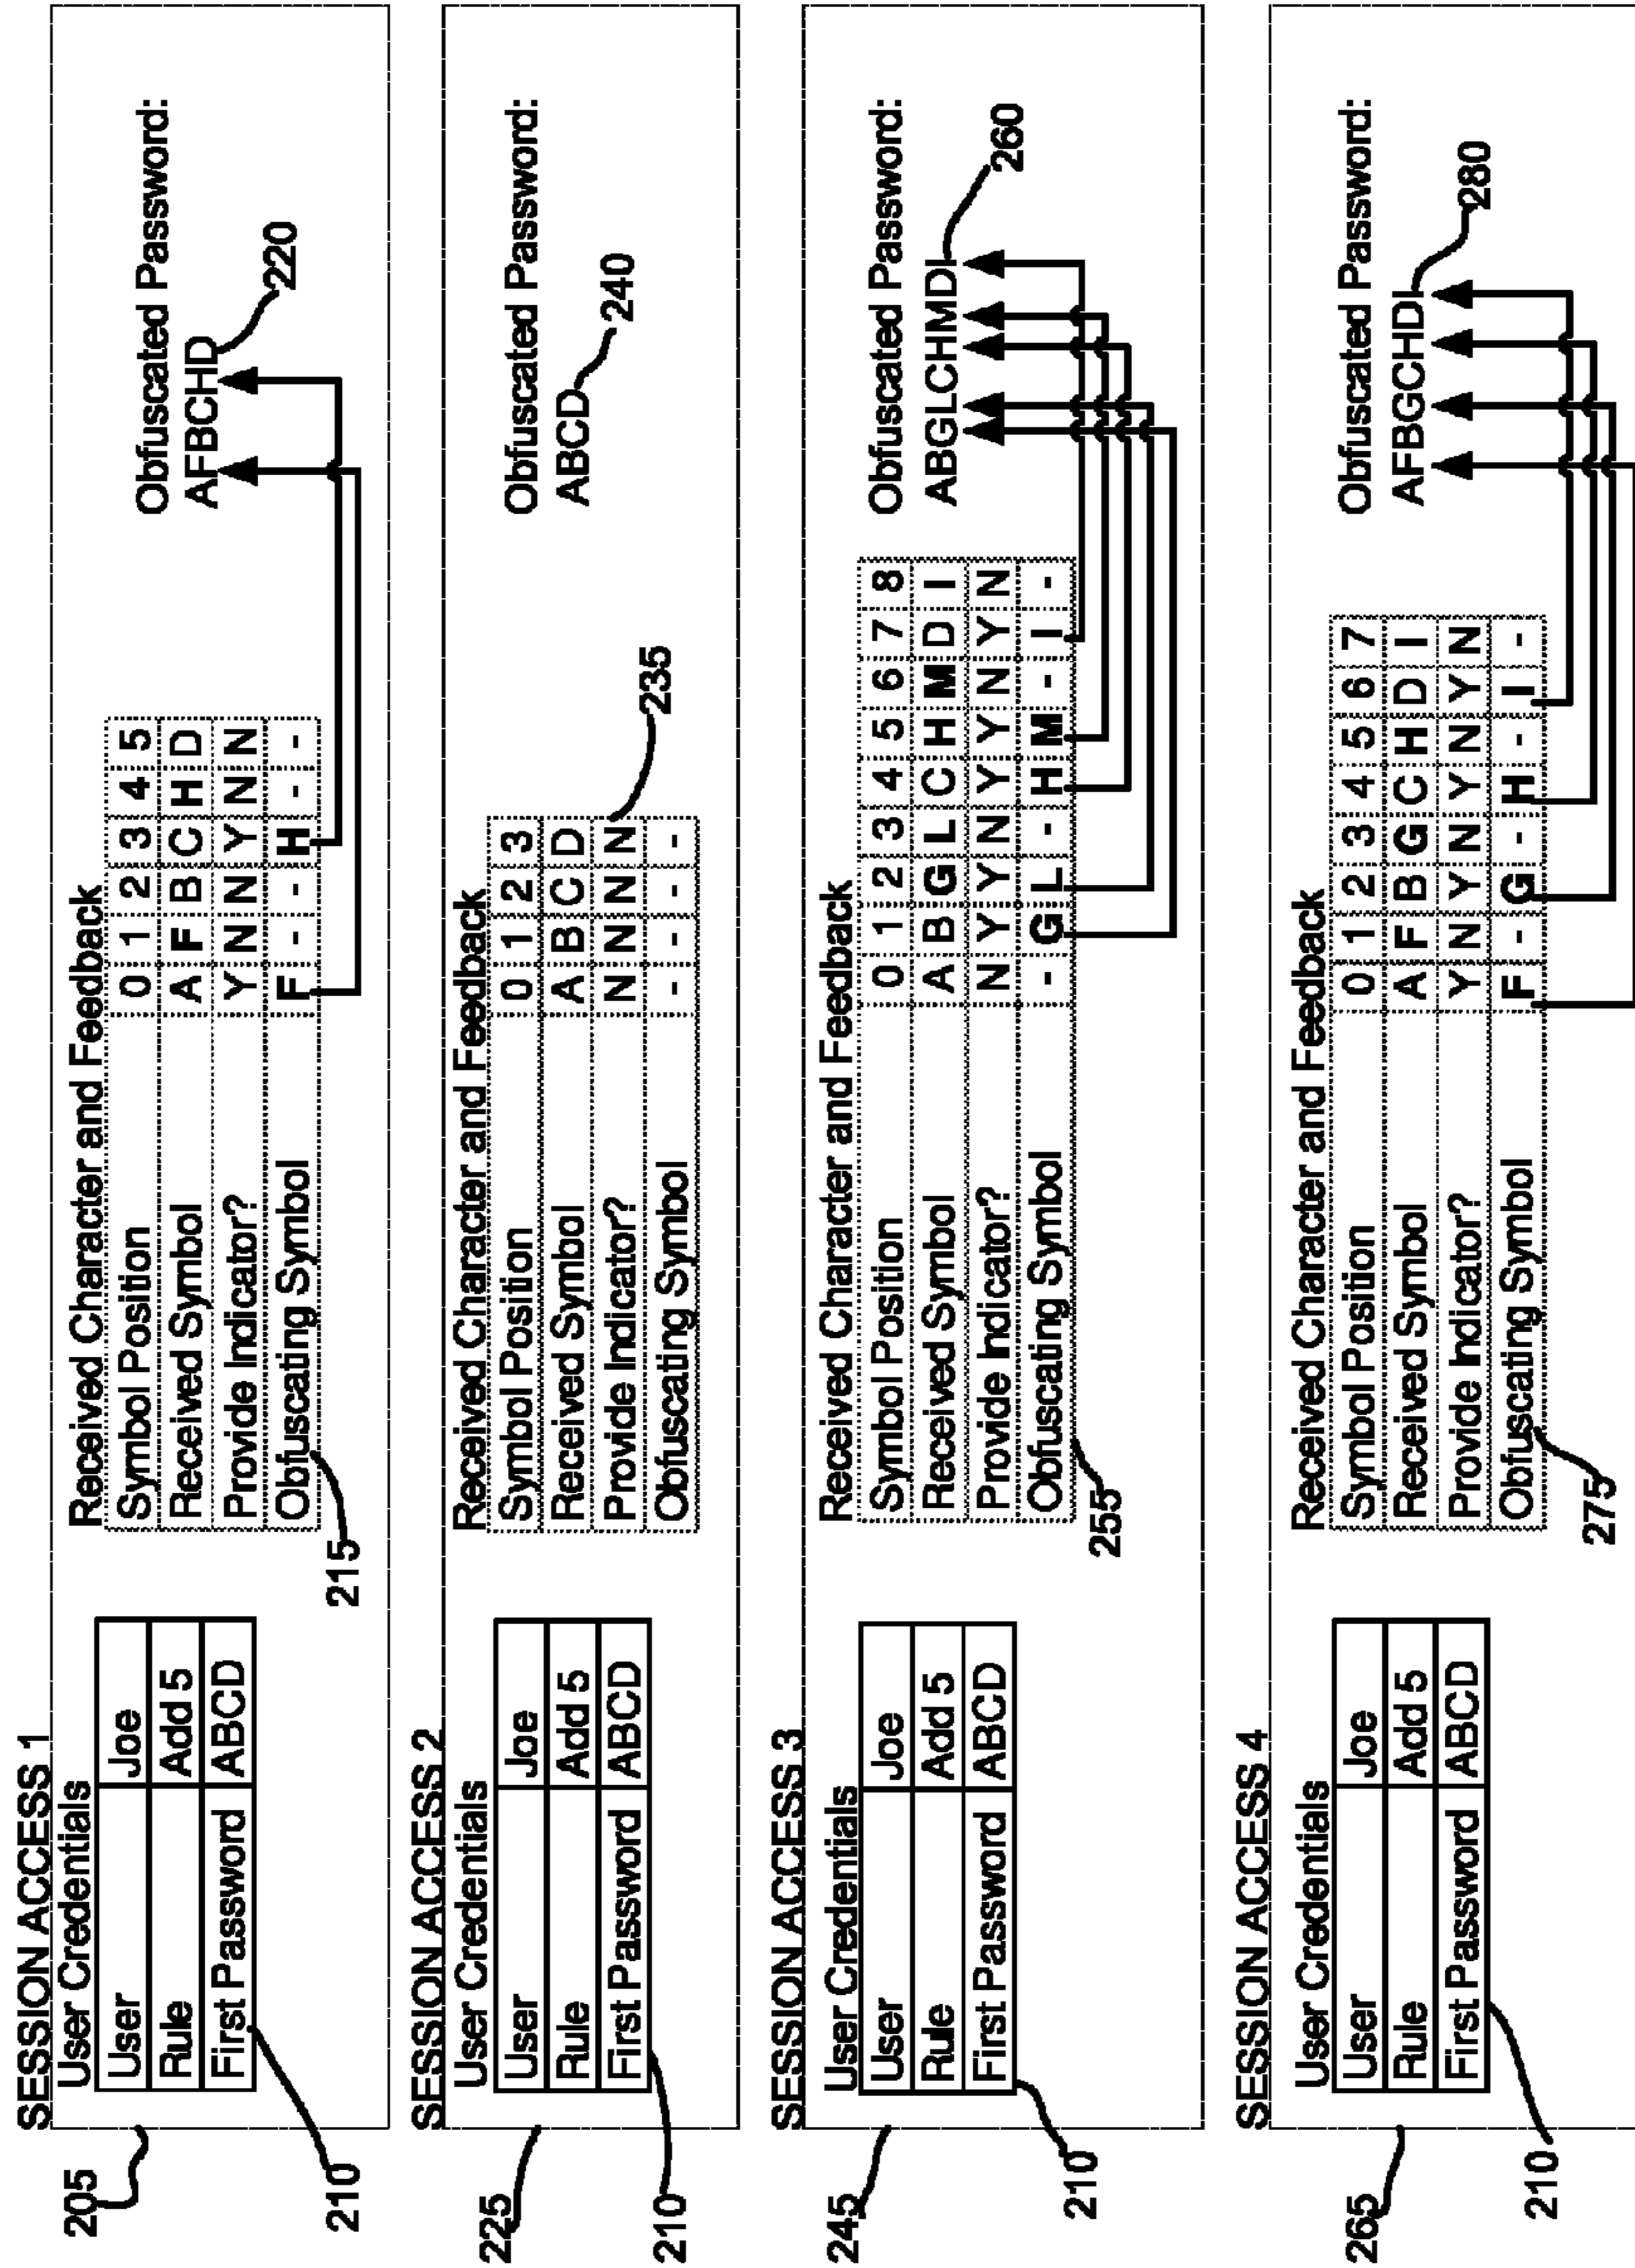 SESSION ACCESS 1
User Credentials
User Joe
Rule Add 5
First Password ABCD
205
210
Received Character and Feedback
Symbol Position 0 1 2 3 4 5
Received Symbol A F B C H D
Provide Indicator? Y N N Y N N
Obfuscating Symbol F - - H - -
215
Obfuscated Password:
AFBCHD
220
SESSION ACCESS 2
User Credentials
User Joe
Rule Add 5
First Password ABCD
225
210
Received Character and Feedback
Symbol Position 0 1 2 3
Received Symbol A B C D
Provide Indicator? N N N N
Obfuscating Symbol - - - -
235
Obfuscated Password:
ABCD
240
SESSION ACCESS 3
User Credentials
User Joe
Rule Add 5
First Password ABCD
245
210
Received Character and Feedback
Symbol Position 0 1 2 3 4 5 6 7 8
Received Symbol A B G L C H M D I
Provide Indicator? N Y Y N Y Y N Y N
Obfuscating Symbol - G L - H M - I -
255
Obfuscated Password:
ABGLCHMDI
260
SESSION ACCESS 4
User Credentials
User Joe
Rule Add 5
First Password ABCD
265
210
Received Character and Feedback
Symbol Position 0 1 2 3 4 5 6 7
Received Symbol A F B G C H D I
Provide Indicator? Y N Y N Y N Y N
Obfuscating Symbol F - G - H - I -
275
Obfuscated Password:
AFBGCHDI
280